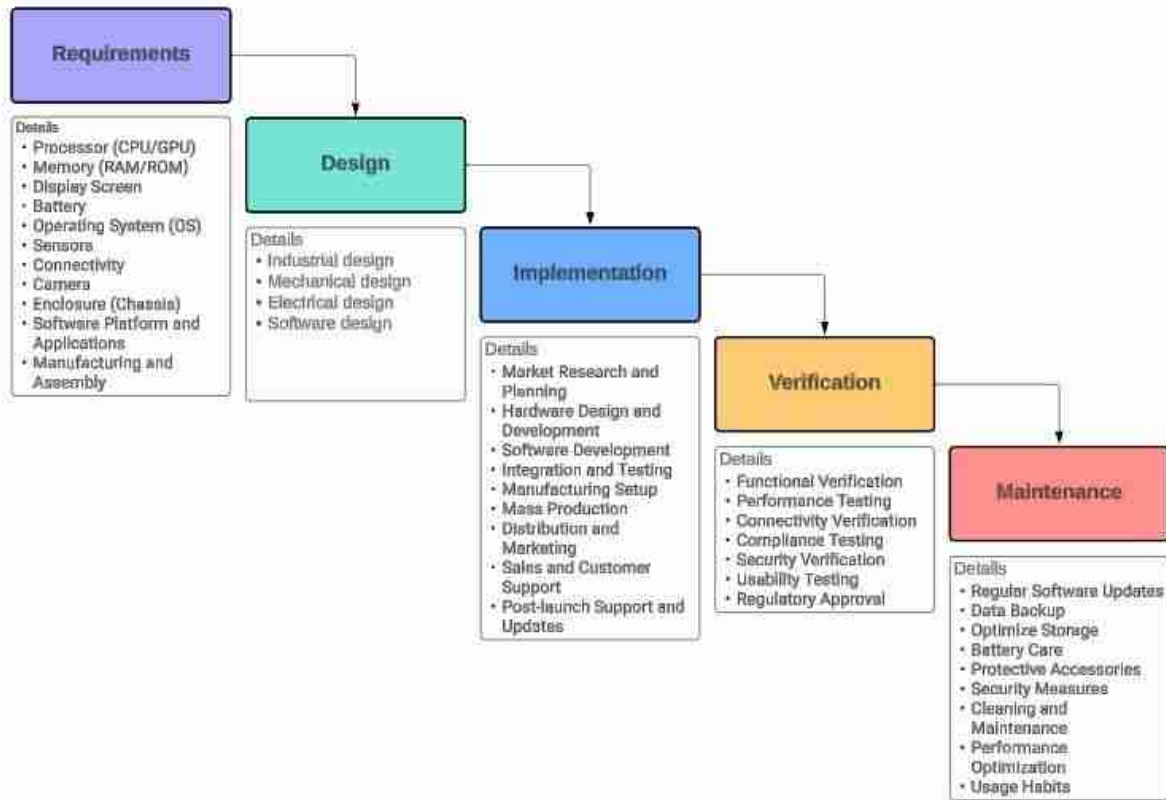 Requirements
Details
• Processor (CPU/GPU)
• Memory (RAM/ROM)
• Display Screen
• Battery
• Operating System (OS)
• Sensors
• Connectivity
• Camera
• Enclosure (Chassis)
• Software Platform and
Applications
• Manufacturing and
Assembly
Design
Details
• Industrial design
• Mechanical design
• Electrical design
• Software design
Implementation
Details
• Market Research and
Planning
• Hardware Design and
Development
• Software Development
• Integration and Testing
• Manufacturing Setup
• Mass Production
• Distribution and
Marketing
• Sales and Customer
Support
• Post-launch Support and
Updates
Verification
Details
• Functional Verification
• Performance Testing
• Connectivity Verification
• Compliance Testing
• Security Verification
• Usability Testing
• Regulatory Approval
Maintenance
Details
• Regular Software Updates
• Data Backup
• Optimize Storage
• Battery Care
• Protective Accessories
• Security Measures
• Cleaning and
Maintenance
• Performance
Optimization
• Usage Habits